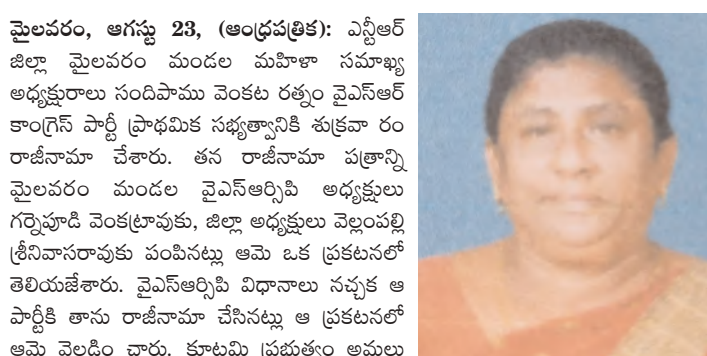 మైలవరం, ఆగస్టు 23, (ఆంధ్రపత్రిక): ఎన్టీఆర్
జిల్లా మైలవరం మండల మహిళా సమాఖ్య
అధ్యక్షురాలు సందిపాము వెంకట రత్నం వైఎస్ఆర్
కాంగ్రెస్ పార్టీ ప్రాథమిక సభ్యత్వానికి శుక్రవా రం
రాజీనామా చేశారు. తన రాజీనామా పత్రాన్ని
మైలవరం మండల వైఎస్ఆర్సిపి అధ్యక్షులు
గర్నెపూడి వెంకట్రావుకు, జిల్లా అధ్యక్షులు వెల్లంపల్లి
శ్రీనివాసరావుకు పంపినట్లు ఆమె ఒక ప్రకటనలో
తెలియజేశారు. వైఎస్ఆర్సిపి విధానాలు నచ్చక ఆ
పార్టీకి తాను రాజీనామా చేసినట్లు ఆ ప్రకటనలో
ఆమె వెల్లడిం చారు. కూటమి ప్రభుత్వం అమలు